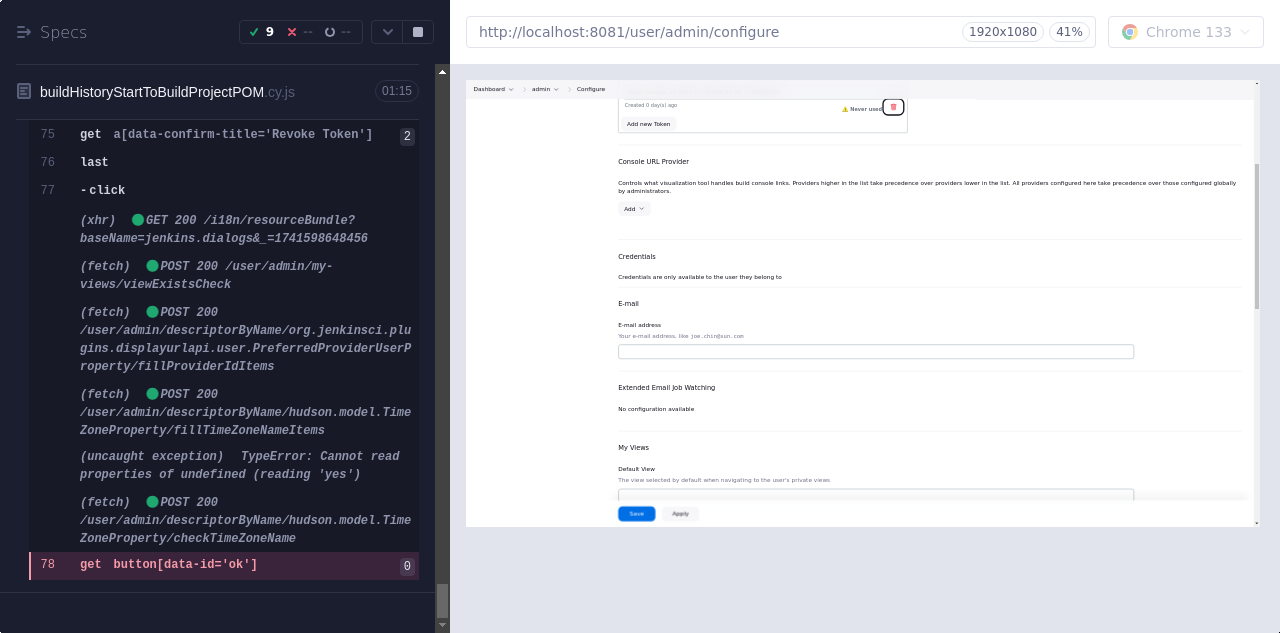 Specs
9
--
--
http://localhost:8081/user/admin/configure
1920x1080
41%
Chrome 133
buildHistoryStartToBuildProjectPOM.cy.js
01:15
75 get a[data-confirm-title='Revoke Token'] 2
76 last
77 -click
(xhr) GET 200 /i18n/resourceBundle?
baseName=jenkins.dialogs&_=1741598648456
(fetch) POST 200 /user/admin/my-
views/viewExistsCheck
(fetch) POST 200
/user/admin/descriptorByName/org.jenkinsci.plu
gins.displayurlapi.user.PreferredProviderUserP
roperty/fillProviderIdItems
(fetch) POST 200
/user/admin/descriptorByName/hudson.model.Time
ZoneProperty/fillTimeZoneNameItems
(uncaught exception) TypeError: Cannot read
properties of undefined (reading 'yes')
(fetch) POST 200
/user/admin/descriptorByName/hudson.model.Time
ZoneProperty/checkTimeZoneName
78 get button[data-id='ok'] 0
Dashboard
admin
Configure
Created 0 day(s) ago
Never used
Add new Token
Console URL Provider
Controls what visualization tool handles build console links. Providers higher in the list take precedence over providers lower in the list. All providers configured here take precedence over those configured globally
by administrators.
Add
Credentials
Credentials are only available to the user they belong to
E-mail
E-mail address
Your e-mail address, like joe.chin@sun.com
Extended Email Job Watching
No configuration available
My Views
Default View
The view selected by default when navigating to the user's private views
Save
Apply